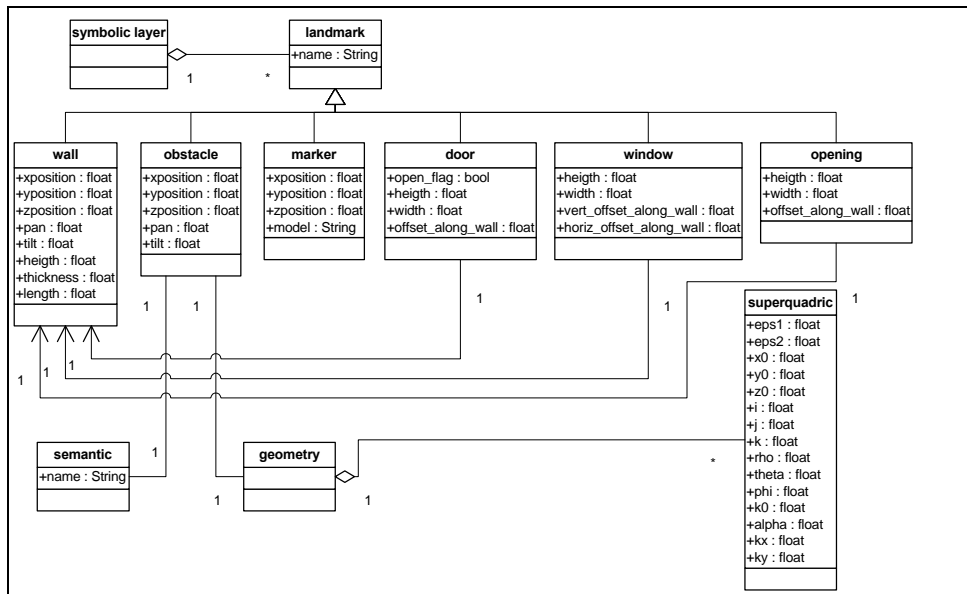 symbolic layer
landmark
+name : String
1
*
wall
+xposition : float
+yposition : float
+zposition : float
+pan : float
+tilt : float
+heigth : float
+thickness : float
+length : float
obstacle
+xposition : float
+yposition : float
+zposition : float
+pan : float
+tilt : float
marker
+xposition : float
+yposition : float
+zposition : float
+model : String
door
+open_flag : bool
+heigth : float
+width : float
+offset_along_wall : float
window
+heigth : float
+width : float
+vert_offset_along_wall : float
+horiz_offset_along_wall : float
opening
+heigth : float
+width : float
+offset_along_wall : float
1
1
1
1
1
1
1
1
superquadric
+eps1 : float
+eps2 : float
+x0 : float
+y0 : float
+z0 : float
+i : float
+j : float
+k : float
+rho : float
+theta : float
+phi : float
+k0 : float
+alpha : float
+kx : float
+ky : float
semantic
+name : String
1
geometry
1
1
*